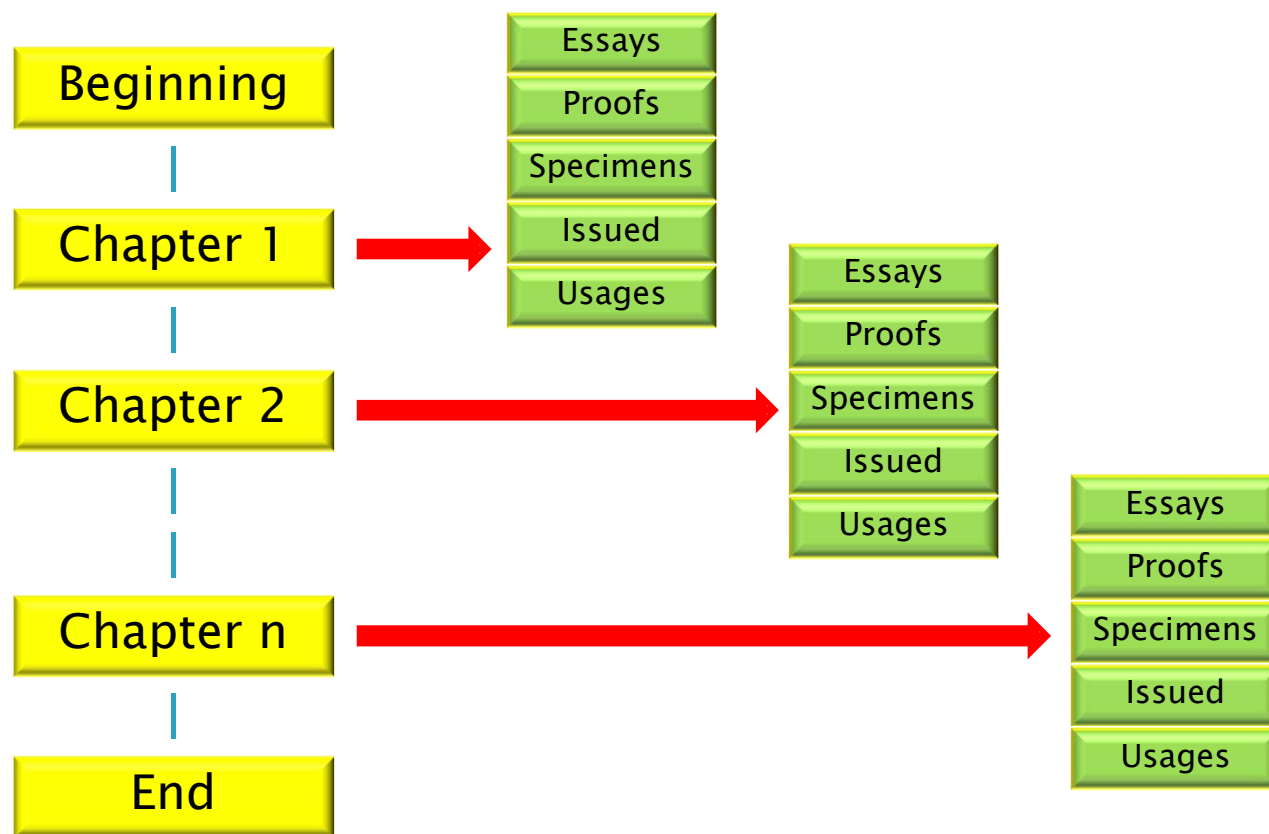 Beginning
Chapter 1
Essays
Proofs
Specimens
Issued
Usages
Chapter 2
Essays
Proofs
Specimens
Issued
Usages
Chapter n
Essays
Proofs
Specimens
Issued
Usages
End